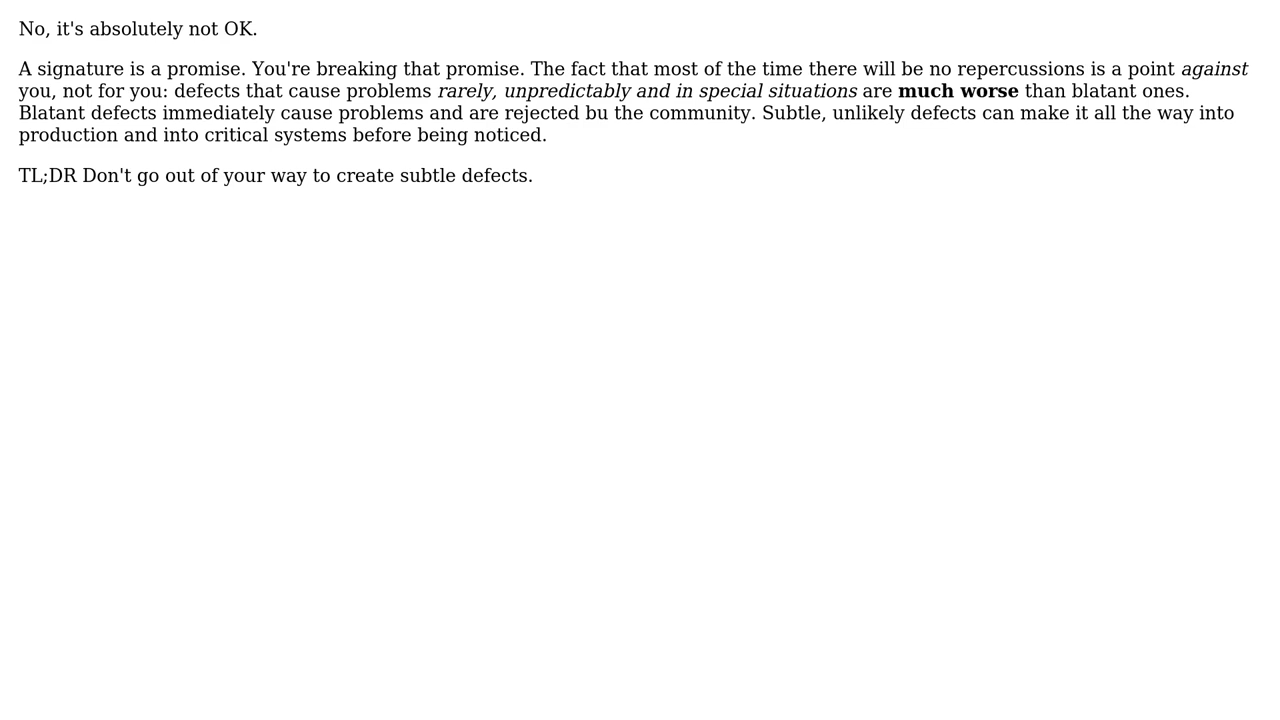 No, it's absolutely not OK.
A signature is a promise. You're breaking that promise. The fact that most of the time there will be no repercussions is a point against
you, not for you: defects that cause problems rarely, unpredictably and in special situations are much worse than blatant ones.
Blatant defects immediately cause problems and are rejected bu the community. Subtle, unlikely defects can make it all the way into
production and into critical systems before being noticed.
TL;DR Don't go out of your way to create subtle defects.